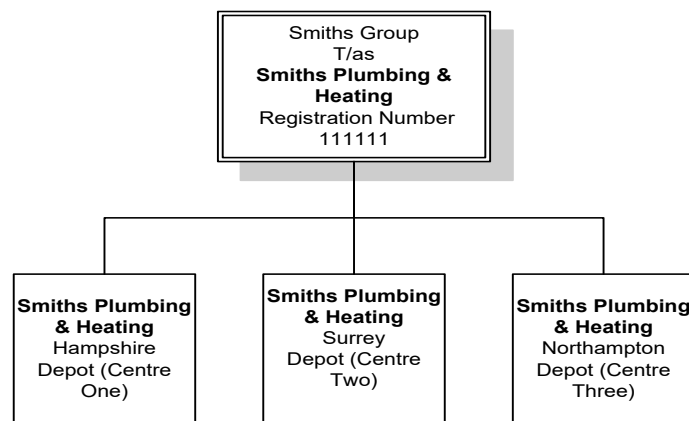 Smiths Group
T/as
Smiths Plumbing &
Heating
Registration Number
111111
Smiths Plumbing
& Heating
Hampshire
Depot (Centre
One)
Smiths Plumbing
& Heating
Surrey
Depot (Centre
Two)
Smiths Plumbing
& Heating
Northampton
Depot (Centre
Three)